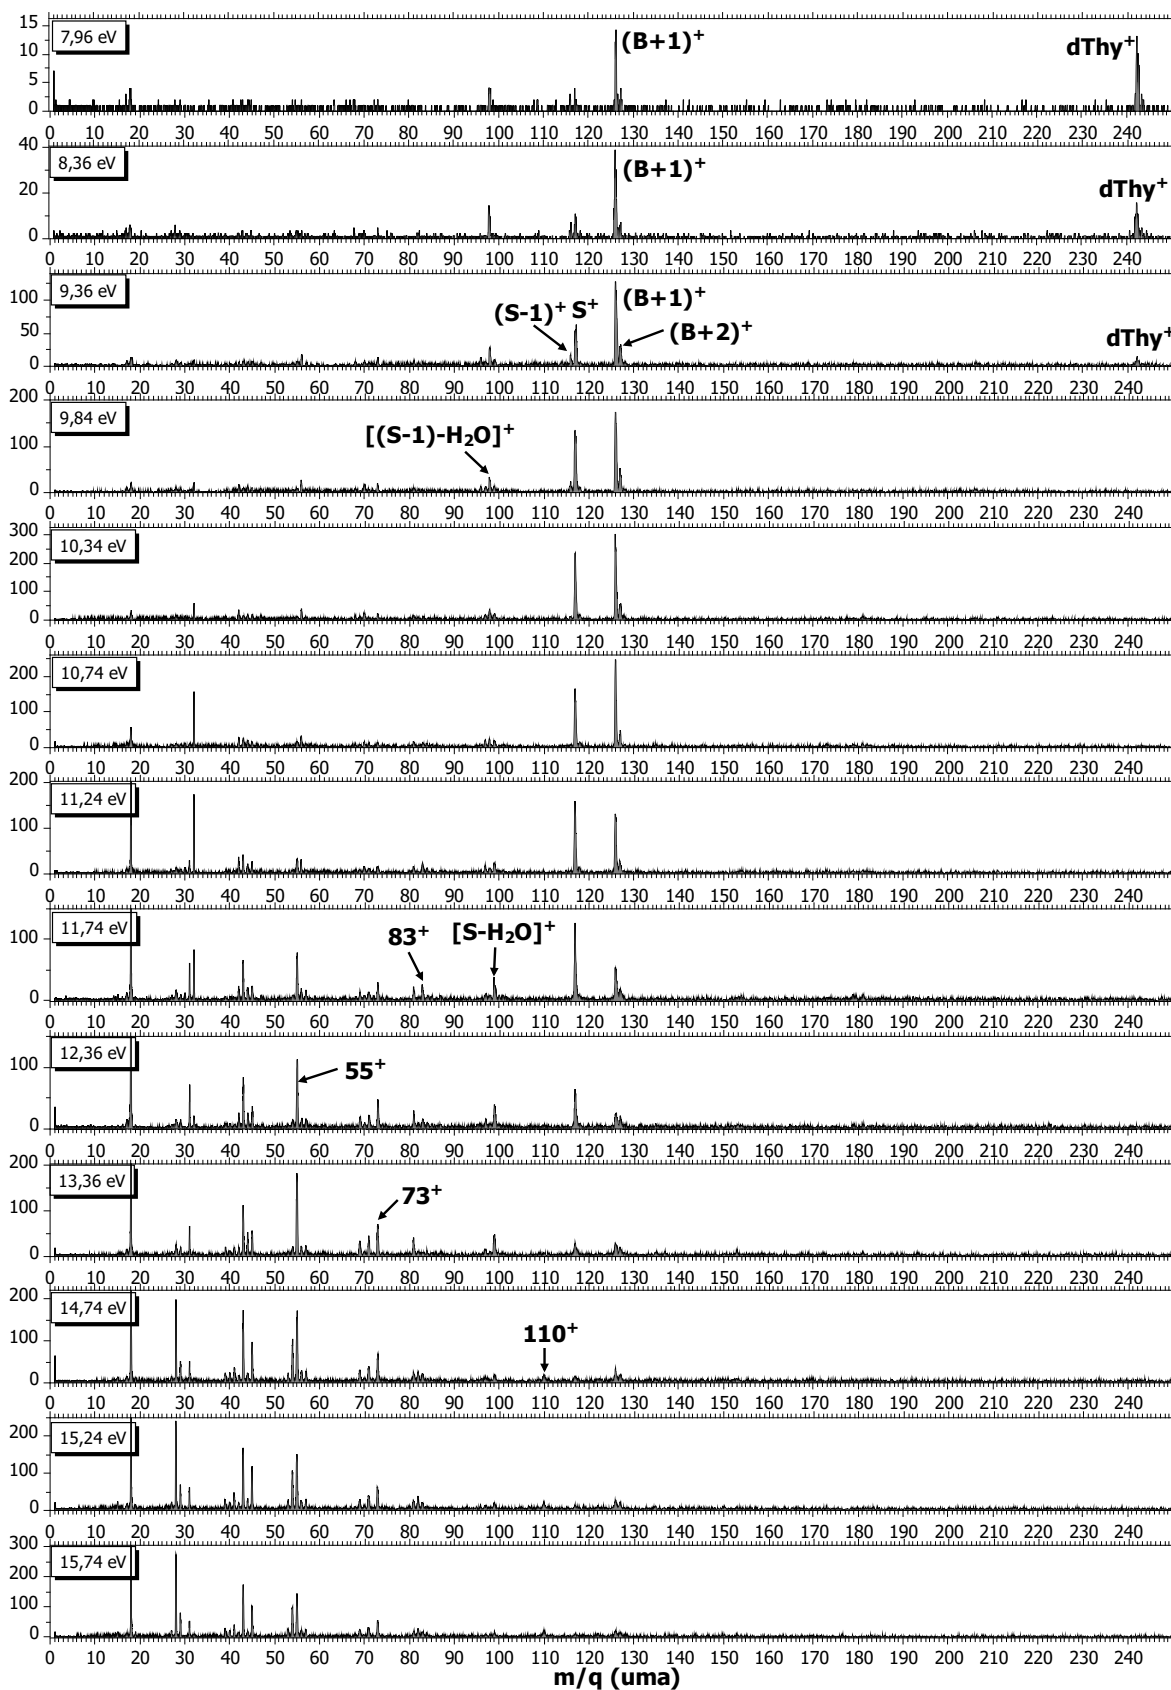 15
10
5
0
7,96 eV
(B+1)⁺
dThy⁺
0 10 20 30 40 50 60 70 80 90 100 110 120 130 140 150 160 170 180 190 200 210 220 230 240
40
20
0
8,36 eV
(B+1)⁺
dThy⁺
0 10 20 30 40 50 60 70 80 90 100 110 120 130 140 150 160 170 180 190 200 210 220 230 240
100
50
0
9,36 eV
(S-1)⁺ S⁺
(B+1)⁺
(B+2)⁺
dThy⁺
0 10 20 30 40 50 60 70 80 90 100 110 120 130 140 150 160 170 180 190 200 210 220 230 240
200
100
0
9,84 eV
[(S-1)-H₂O]⁺
0 10 20 30 40 50 60 70 80 90 100 110 120 130 140 150 160 170 180 190 200 210 220 230 240
300
200
100
0
10,34 eV
0 10 20 30 40 50 60 70 80 90 100 110 120 130 140 150 160 170 180 190 200 210 220 230 240
200
100
0
10,74 eV
0 10 20 30 40 50 60 70 80 90 100 110 120 130 140 150 160 170 180 190 200 210 220 230 240
200
100
0
11,24 eV
0 10 20 30 40 50 60 70 80 90 100 110 120 130 140 150 160 170 180 190 200 210 220 230 240
100
0
11,74 eV
83⁺
[S-H₂O]⁺
0 10 20 30 40 50 60 70 80 90 100 110 120 130 140 150 160 170 180 190 200 210 220 230 240
100
0
12,36 eV
55⁺
0 10 20 30 40 50 60 70 80 90 100 110 120 130 140 150 160 170 180 190 200 210 220 230 240
200
100
0
13,36 eV
73⁺
0 10 20 30 40 50 60 70 80 90 100 110 120 130 140 150 160 170 180 190 200 210 220 230 240
200
100
0
14,74 eV
110⁺
0 10 20 30 40 50 60 70 80 90 100 110 120 130 140 150 160 170 180 190 200 210 220 230 240
200
100
0
15,24 eV
0 10 20 30 40 50 60 70 80 90 100 110 120 130 140 150 160 170 180 190 200 210 220 230 240
300
200
100
0
15,74 eV
0 10 20 30 40 50 60 70 80 90 100 110 120 130 140 150 160 170 180 190 200 210 220 230 240
m/q (uma)